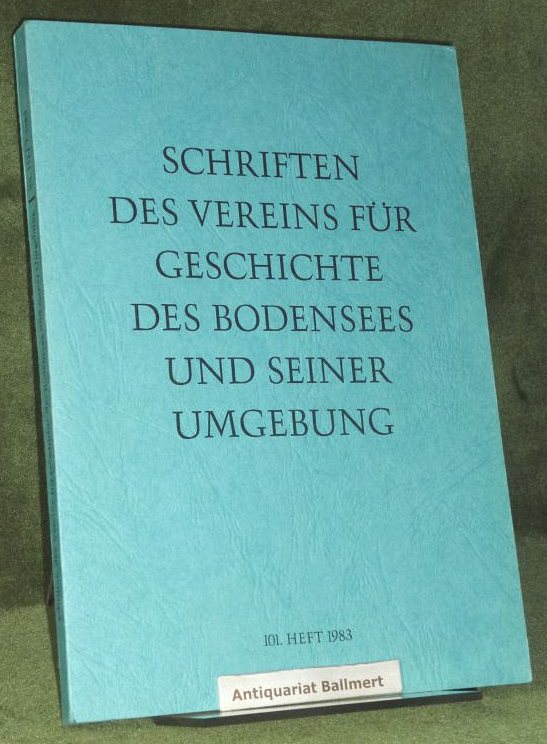 SCHRIFTEN
DES VEREINS FÜR
GESCHICHTE
DES BODENSEES
UND SEINER
UMGEBUNG
101. HEFT 1983
Antiquariat Ballmert